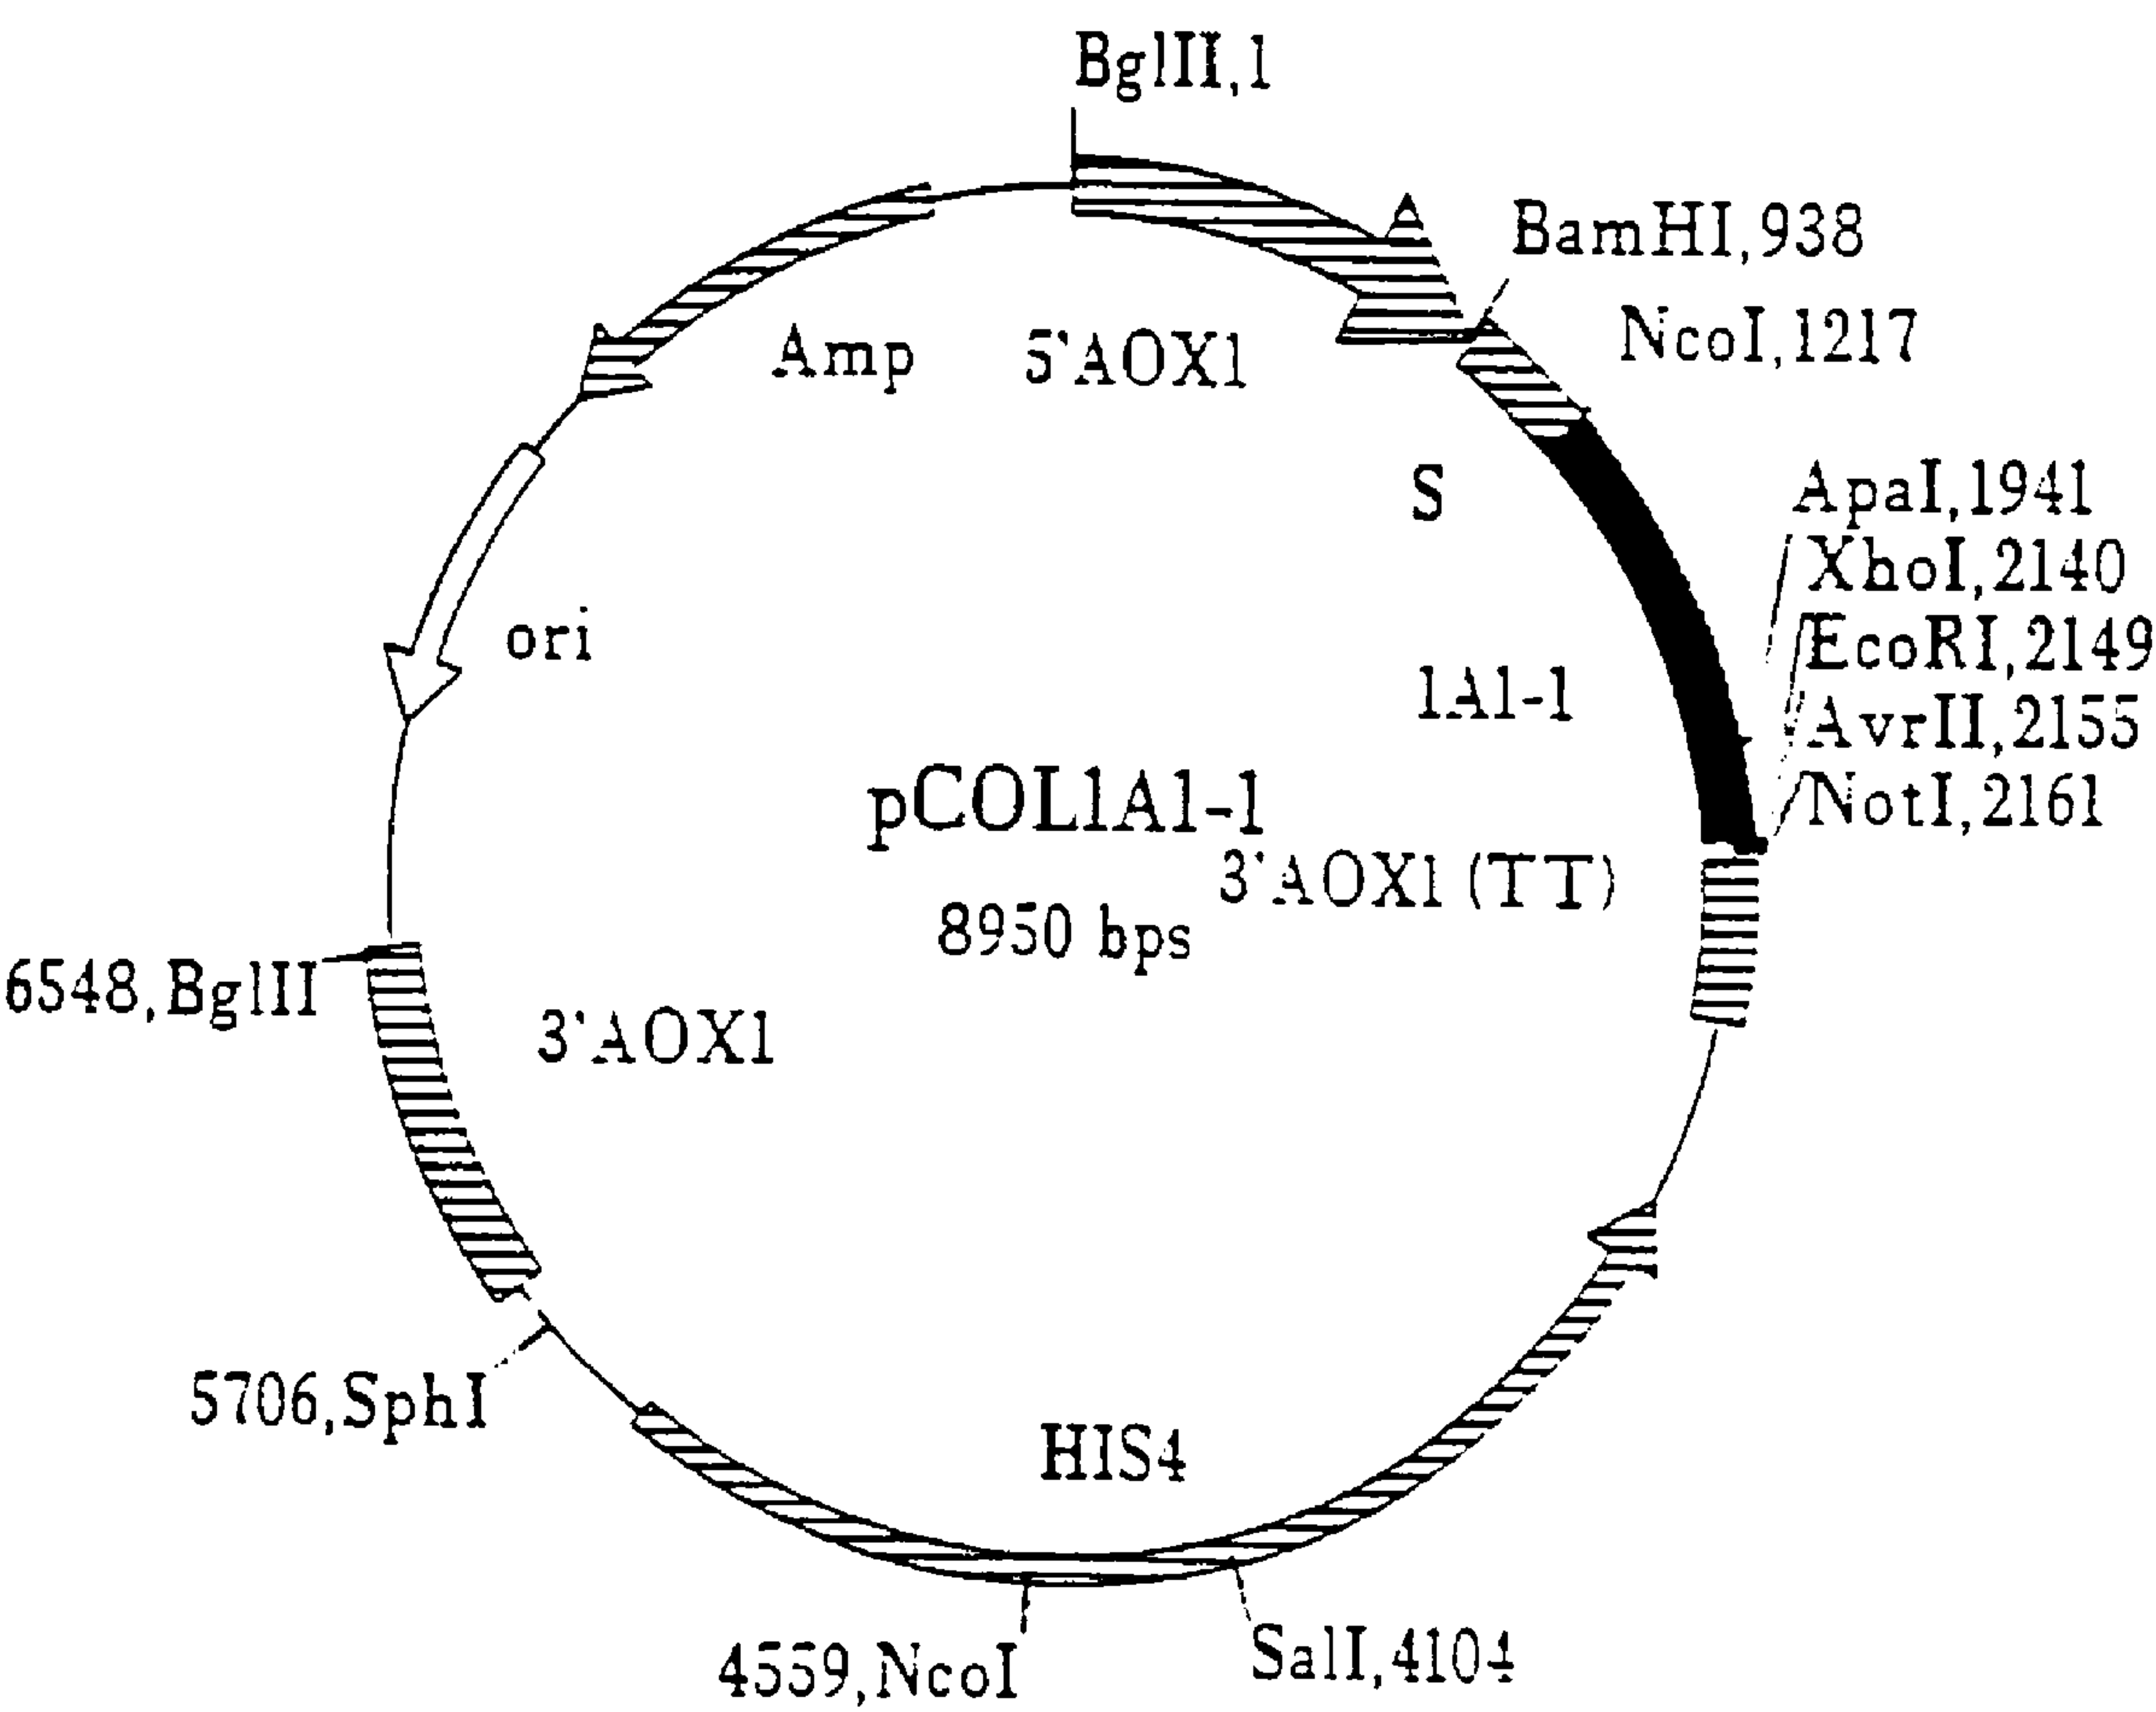 BglII,1
BamHI,938
NcoI,1217
Amp
5'AOX1
S
ApaI,1941
XhoI,2140
EcoRI,2149
AvrII,2155
NotI,2161
ori
1A1-1
pCOL1A1-1
3'AOX1 (TT)
8950 bps
6548,BglII
3'AOX1
5706,SphI
HIS4
4559,NcoI
SalI,4104